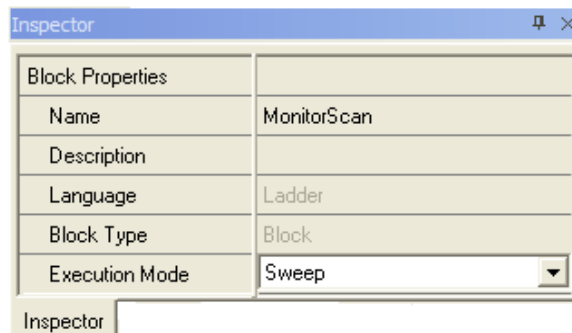 Inspector
Block Properties
Name MonitorScan
Description
Language Ladder
Block Type Block
Execution Mode Sweep
Inspector